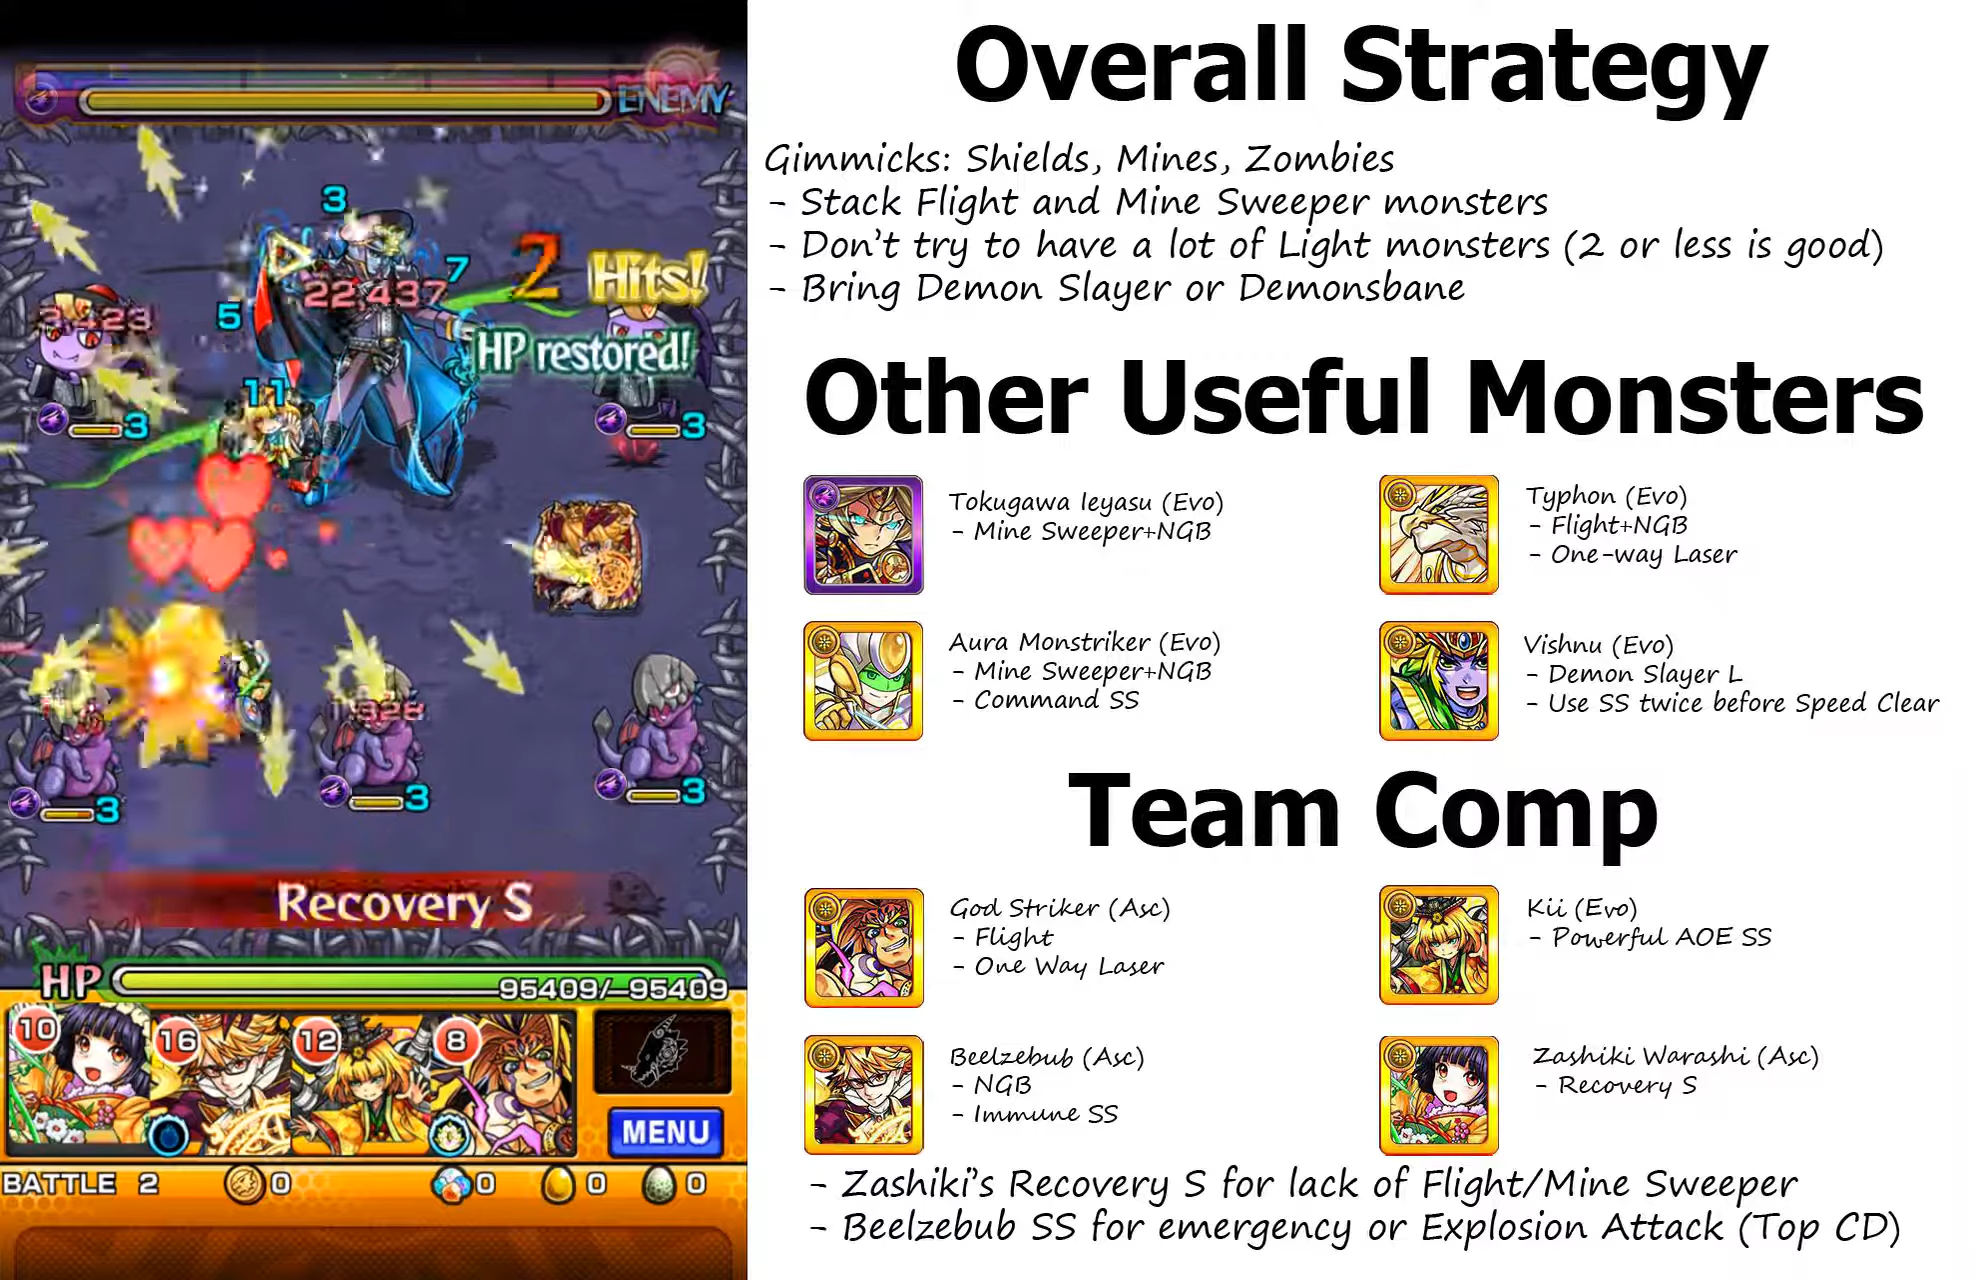 ENEMY
3
7
2 Hits!
22,437
5
HP restored!
11
3
3
1,328
3
3
3
Recovery S
HP
95409/ 95409
10
16
12
8
MENU
BATTLE 2
0
0
0
0
Overall Strategy
Gimmicks: Shields, Mines, Zombies
- Stack Flight and Mine Sweeper monsters
- Don't try to have a lot of Light monsters (2 or less is good)
- Bring Demon Slayer or Demonsbane
Other Useful Monsters
Tokugawa Ieyasu (Evo)
- Mine Sweeper+NGB
Typhon (Evo)
- Flight+NGB
- One-way Laser
Aura Monstriker (Evo)
- Mine Sweeper+NGB
- Command SS
Vishnu (Evo)
- Demon Slayer L
- Use SS twice before Speed Clear
Team Comp
God Striker (Asc)
- Flight
- One Way Laser
Kii (Evo)
- Powerful AOE SS
Beelzebub (Asc)
- NGB
- Immune SS
Zashiki Warashi (Asc)
- Recovery S
- Zashiki's Recovery S for lack of Flight/Mine Sweeper
- Beelzebub SS for emergency or Explosion Attack (Top CD)